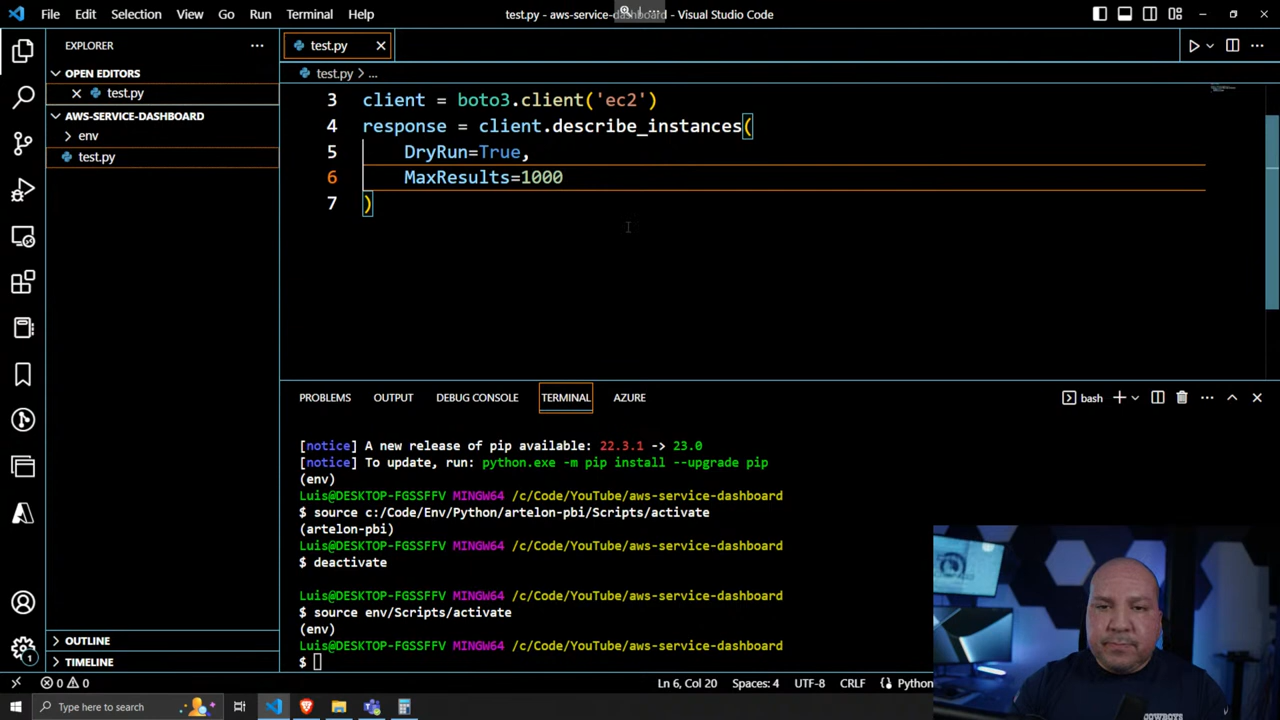 File Edit Selection View Go Run Terminal Help
test.py - aws-service-dashboard - Visual Studio Code
EXPLORER
test.py
OPEN EDITORS
test.py
test.py > ...
AWS-SERVICE-DASHBOARD
env
test.py
3 client = boto3.client('ec2')
4 response = client.describe_instances(
5 DryRun=True,
6 MaxResults=1000
7 )
PROBLEMS OUTPUT DEBUG CONSOLE TERMINAL AZURE
bash
[notice] A new release of pip available: 22.3.1 -> 23.0
[notice] To update, run: python.exe -m pip install --upgrade pip
(env)
Luis@DESKTOP-FGSSFFV MINGW64 /c/Code/YouTube/aws-service-dashboard
$ source c:/Code/Env/Python/artelon-pbi/Scripts/activate
(artelon-pbi)
Luis@DESKTOP-FGSSFFV MINGW64 /c/Code/YouTube/aws-service-dashboard
$ deactivate
Luis@DESKTOP-FGSSFFV MINGW64 /c/Code/YouTube/aws-service-dashboard
$ source env/Scripts/activate
(env)
Luis@DESKTOP-FGSSFFV MINGW64 /c/Code/YouTube/aws-service-dashboard
$
OUTLINE
TIMELINE
1
0 0
Ln 6, Col 20 Spaces: 4 UTF-8 CRLF Python
Type here to search
COWBOYS